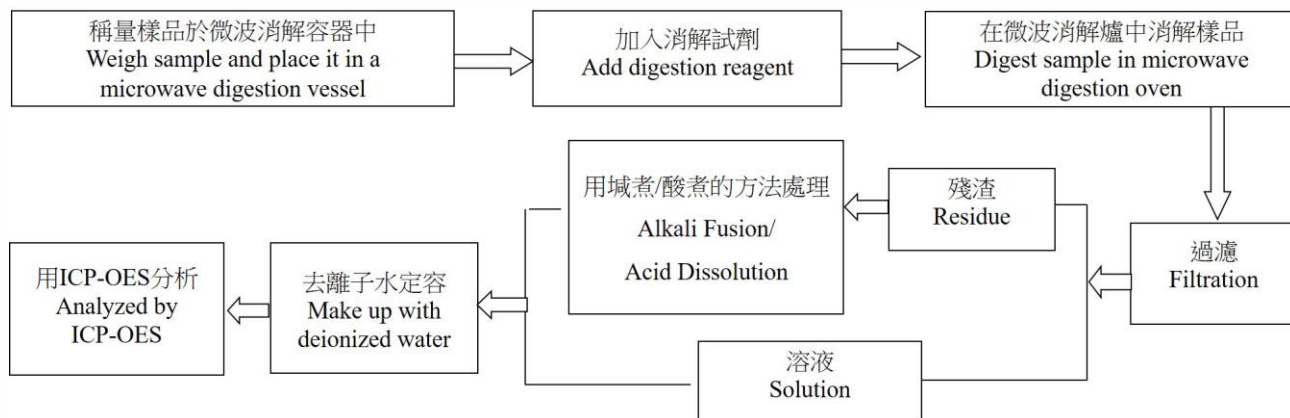 稱量樣品於微波消解容器中
Weigh sample and place it in a
microwave digestion vessel
加入消解試劑
Add digestion reagent
在微波消解爐中消解樣品
Digest sample in microwave
digestion oven
過濾
Filtration
殘渣
Residue
用堿煮/酸煮的方法處理
Alkali Fusion/
Acid Dissolution
溶液
Solution
去離子水定容
Make up with
deionized water
用ICP-OES分析
Analyzed by
ICP-OES